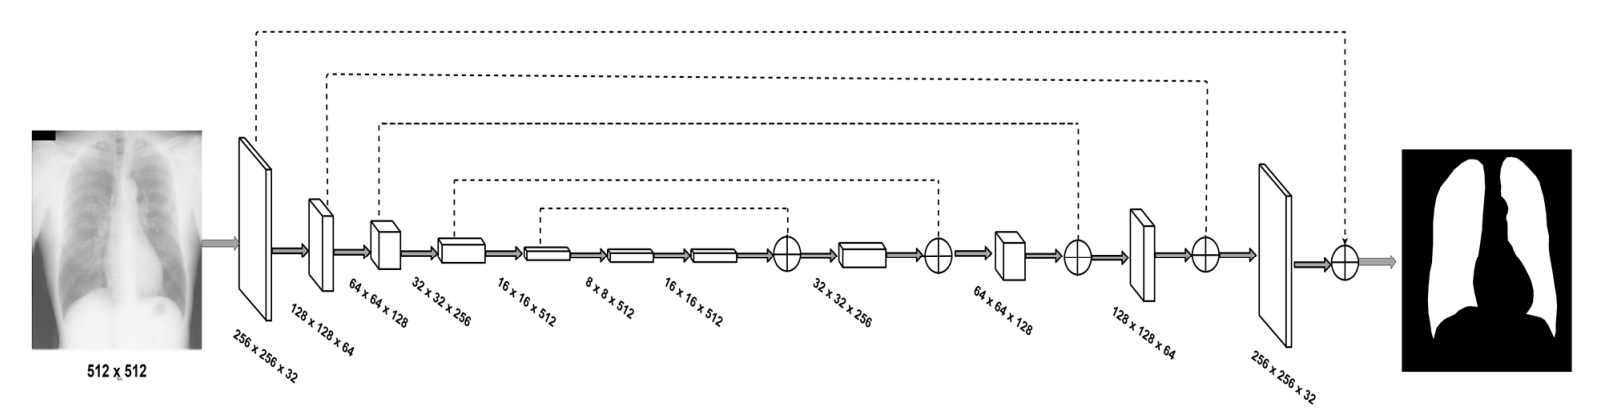 512 x 512
256 x 256 x 32
128 x 128 x 64
64 x 64 x 128
32 x 32 x 256
16 x 16 x 512
8 x 8 x 512
16 x 16 x 512
32 x 32 x 256
64 x 64 x 128
128 x 128 x 64
256 x 256 x 32